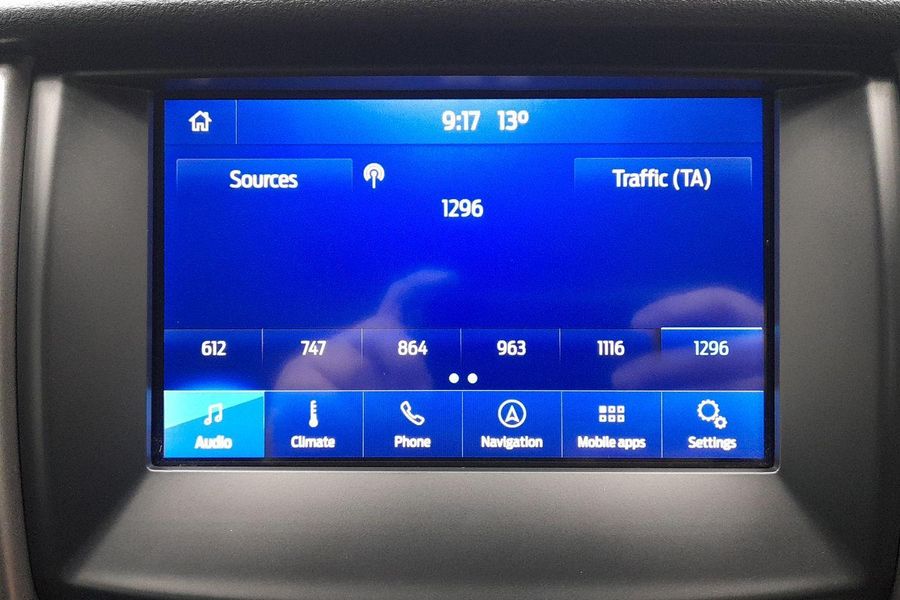 9:17 13º
Sources
Traffic (TA)
1296
612 747 864 963 1116 1296
Audio Climate Phone Navigation Mobile apps Settings